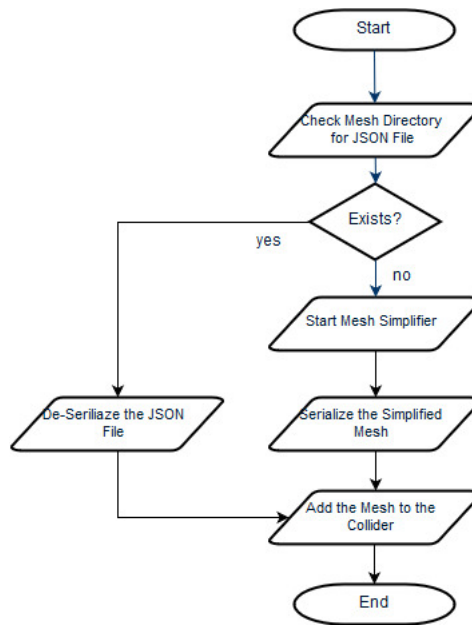 Start
Check Mesh Directory
for JSON File
Exists?
yes
no
Start Mesh Simplifier
De-Seriliaze the JSON
File
Serialize the Simplified
Mesh
Add the Mesh to the
Collider
End